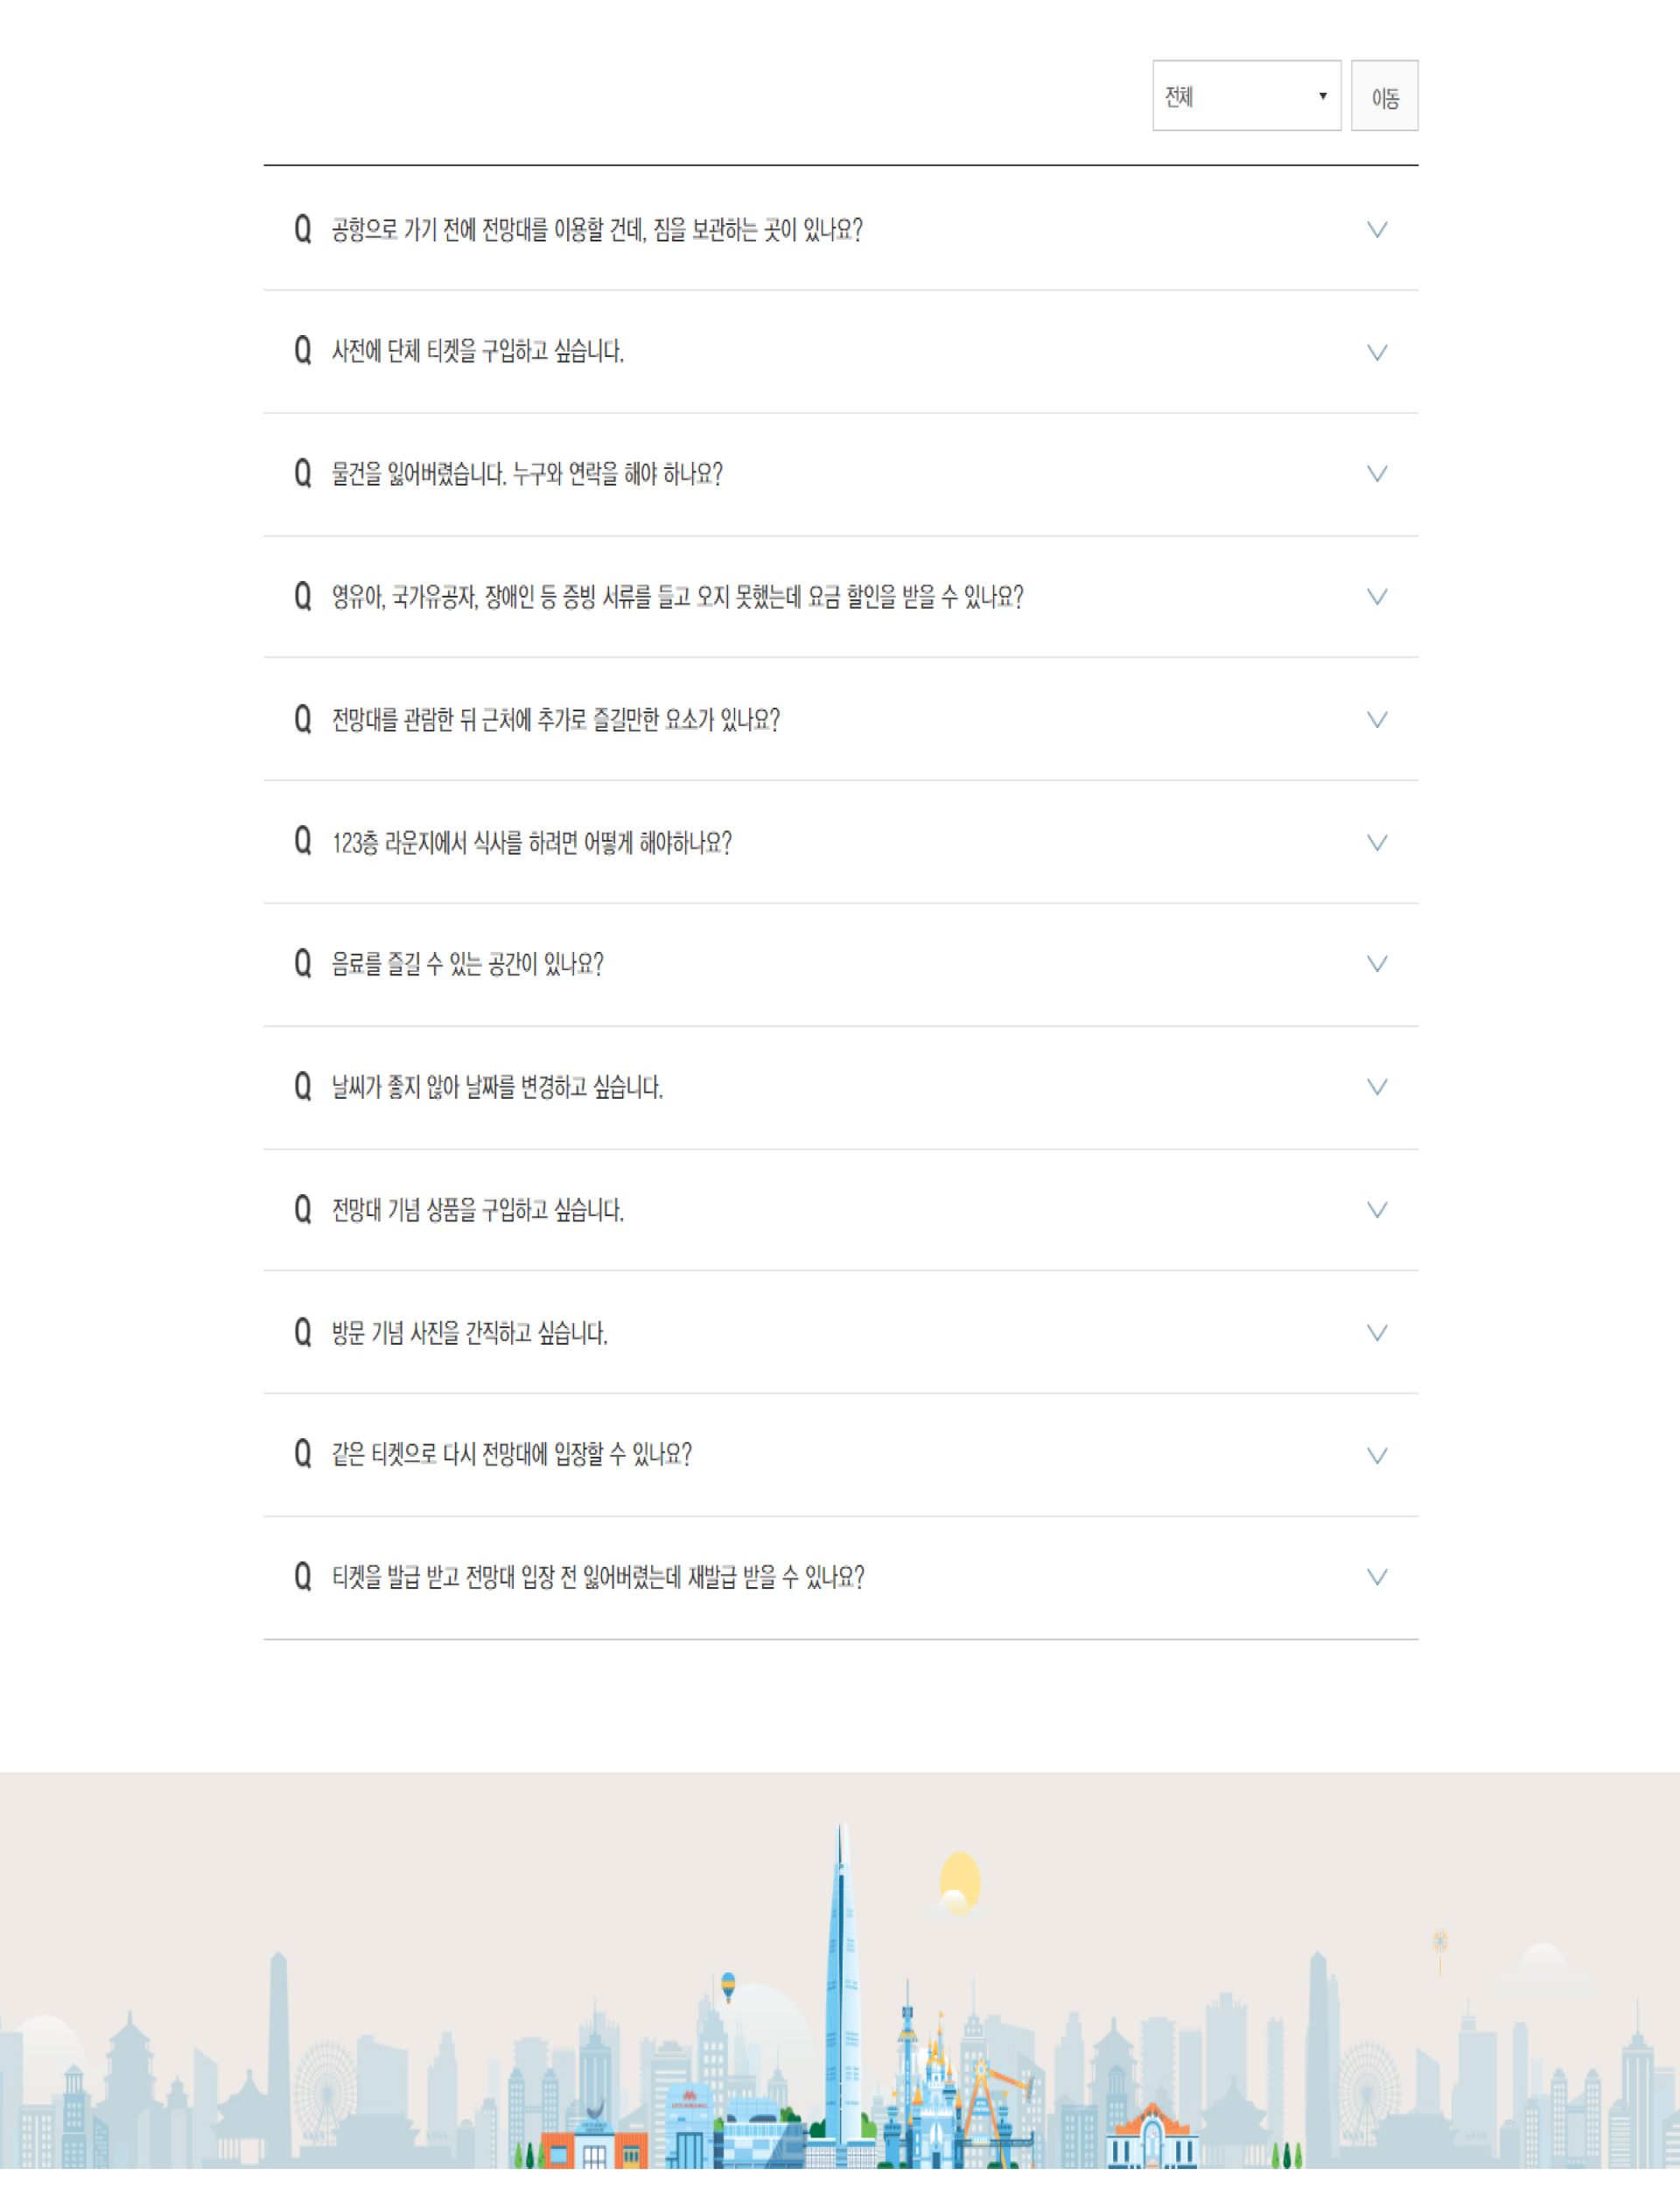 전체
이동
Q 공항으로 가기 전에 전망대를 이용할 건데, 짐을 보관하는 곳이 있나요?
Q 사전에 단체 티켓을 구입하고 싶습니다.
Q 물건을 잃어버렸습니다. 누구와 연락을 해야 하나요?
Q 영유아, 국가유공자, 장애인 등 증빙 서류를 들고 오지 못했는데 요금 할인을 받을 수 있나요?
Q 전망대를 관람한 뒤 근처에 추가로 즐길만한 요소가 있나요?
Q 123층 라운지에서 식사를 하려면 어떻게 해야하나요?
Q 음료를 즐길 수 있는 공간이 있나요?
Q 날씨가 좋지 않아 날짜를 변경하고 싶습니다.
Q 전망대 기념 상품을 구입하고 싶습니다.
Q 방문 기념 사진을 간직하고 싶습니다.
Q 같은 티켓으로 다시 전망대에 입장할 수 있나요?
Q 티켓을 발급 받고 전망대 입장 전 잃어버렸는데 재발급 받을 수 있나요?